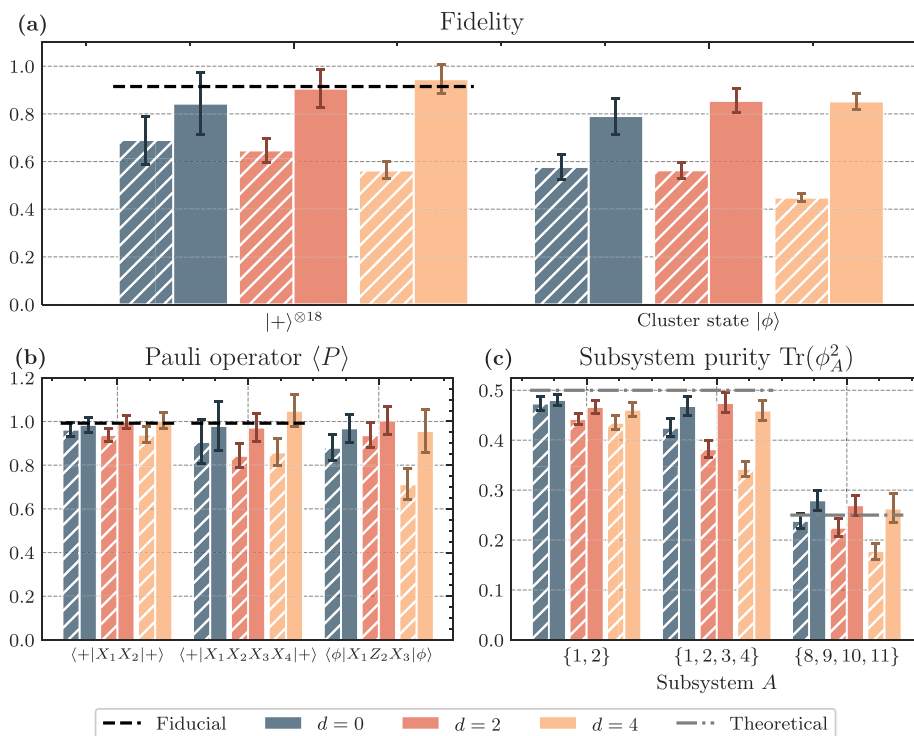 (a) Fidelity
1.0
0.8
0.6
0.4
0.2
0.0
|+⟩⊗18 Cluster state |ϕ⟩
(b) Pauli operator ⟨P⟩
1.2
1.0
0.8
0.6
0.4
0.2
0.0
⟨+|X₁X₂|+⟩ ⟨+|X₁X₂X₃X₄|+⟩ ⟨ϕ|X₁Z₂X₃|ϕ⟩
(c) Subsystem purity Tr(ϕ_A^2)
0.5
0.4
0.3
0.2
0.1
0.0
{1, 2} {1, 2, 3, 4} {8, 9, 10, 11}
Subsystem A
Fiducial d = 0 d = 2 d = 4 Theoretical